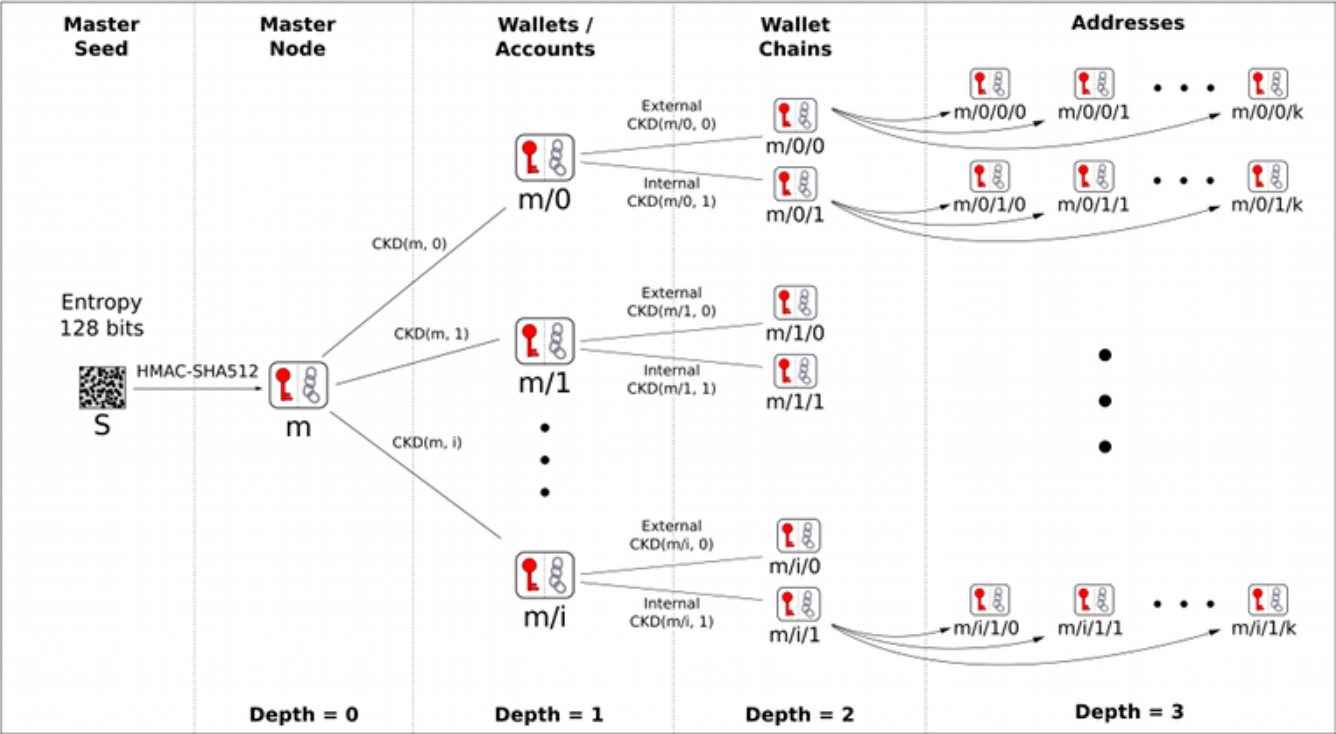 Master
Seed
Master
Node
Wallets /
Accounts
Wallet
Chains
Addresses
Entropy
128 bits
S
HMAC-SHA512
m
CKD(m, 0)
CKD(m, 1)
CKD(m, i)
m/0
m/1
m/i
External
CKD(m/0, 0)
Internal
CKD(m/0, 1)
External
CKD(m/1, 0)
Internal
CKD(m/1, 1)
External
CKD(m/i, 0)
Internal
CKD(m/i, 1)
m/0/0
m/0/1
m/1/0
m/1/1
m/i/0
m/i/1
m/0/0/0
m/0/0/1
m/0/0/k
m/0/1/0
m/0/1/1
m/0/1/k
m/i/1/0
m/i/1/1
m/i/1/k
Depth = 0
Depth = 1
Depth = 2
Depth = 3